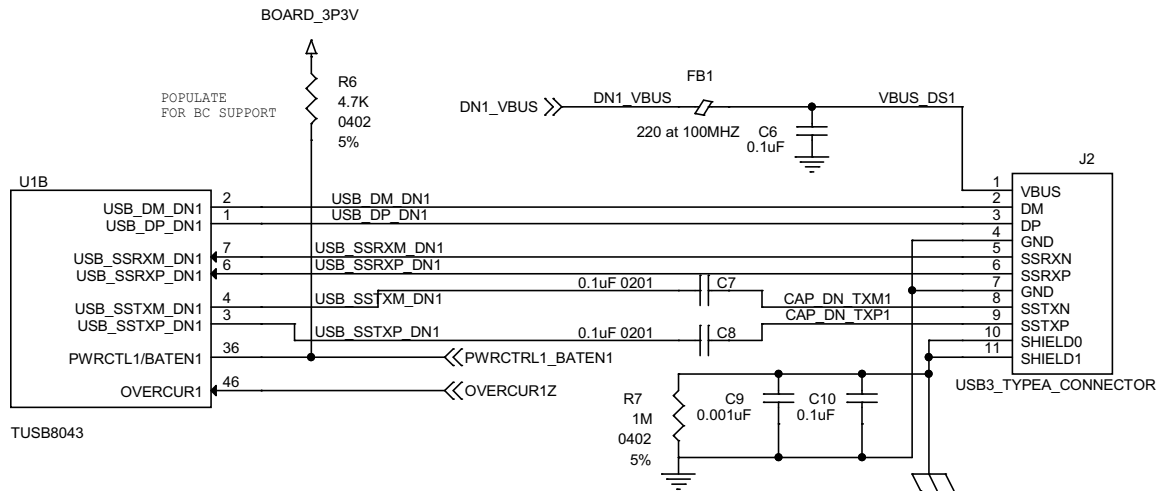 BOARD_3P3V
POPULATE
FOR BC SUPPORT
R6
4.7K
0402
5%
DN1_VBUS
DN1_VBUS
FB1
220 at 100MHZ
VBUS_DS1
C6
0.1uF
U1B
USB_DM_DN1
2
USB_DM_DN1
USB_DP_DN1
1
USB_DP_DN1
USB_SSRXM_DN1
7
USB_SSRXM_DN1
USB_SSRXP_DN1
6
USB_SSRXP_DN1
USB_SSTXM_DN1
4
USB_SSTXM_DN1
USB_SSTXP_DN1
3
USB_SSTXP_DN1
PWRCTL1/BATEN1
36
PWRCTRL1_BATEN1
OVERCUR1
46
OVERCUR1Z
TUSB8043
0.1uF 0201
C7
CAP_DN_TXM1
0.1uF 0201
C8
CAP_DN_TXP1
J2
1
VBUS
2
DM
3
DP
4
GND
5
SSRXN
6
SSRXP
7
GND
8
SSTXN
9
SSTXP
10
SHIELD0
11
SHIELD1
USB3_TYPEA_CONNECTOR
R7
1M
0402
5%
C9
0.001uF
C10
0.1uF